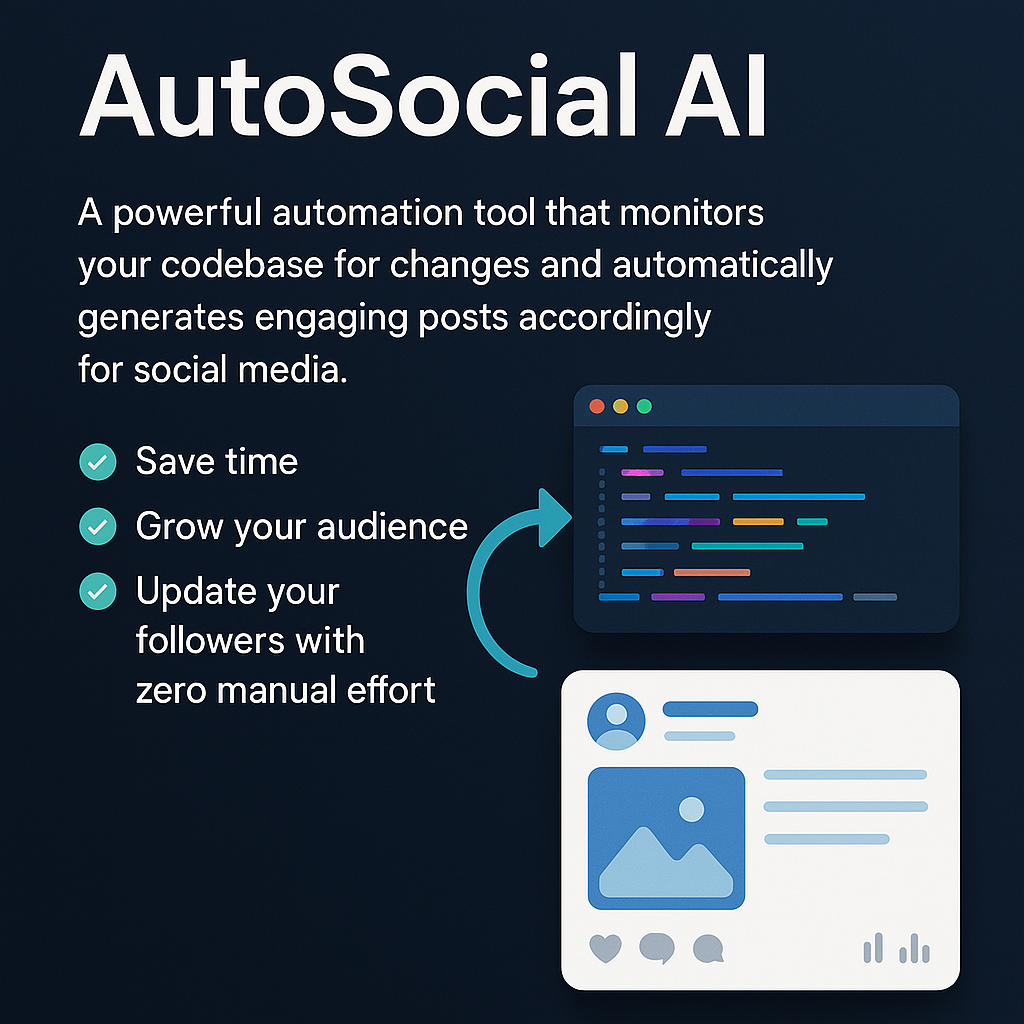 AutoSocial AI
A powerful automation tool that monitors
your codebase for changes and automatically
generates engaging posts accordingly
for social media.
Save time
Grow your audience
Update your
followers with
zero manual effort